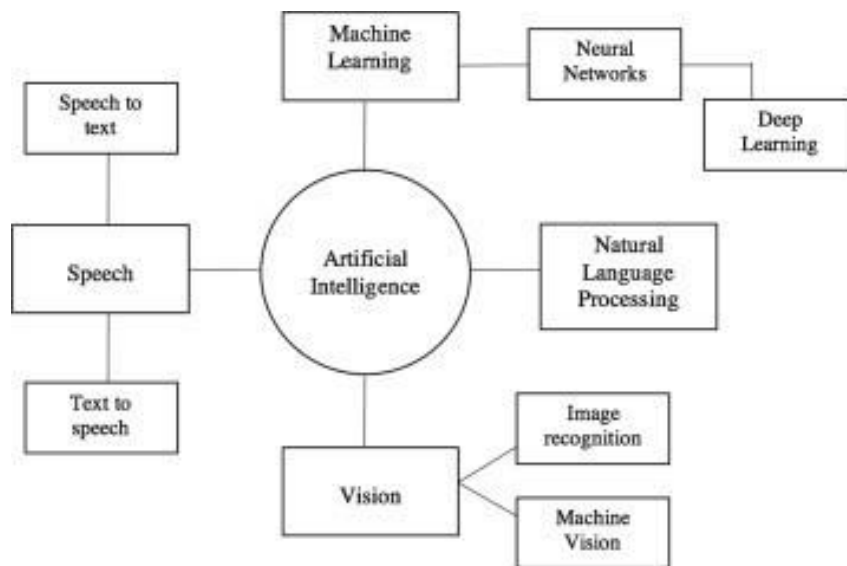 Machine
Learning
Neural
Networks
Deep
Learning
Speech to
text
Speech
Text to
speech
Artificial
Intelligence
Natural
Language
Processing
Vision
Image
recognition
Machine
Vision